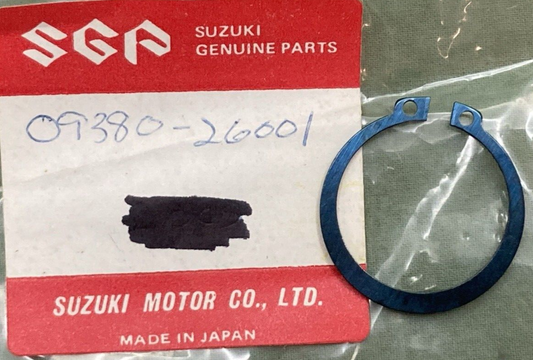 SGP SUZUKI
GENUINE PARTS
09380-26001
SUZUKI MOTOR CO., LTD.
MADE IN JAPAN